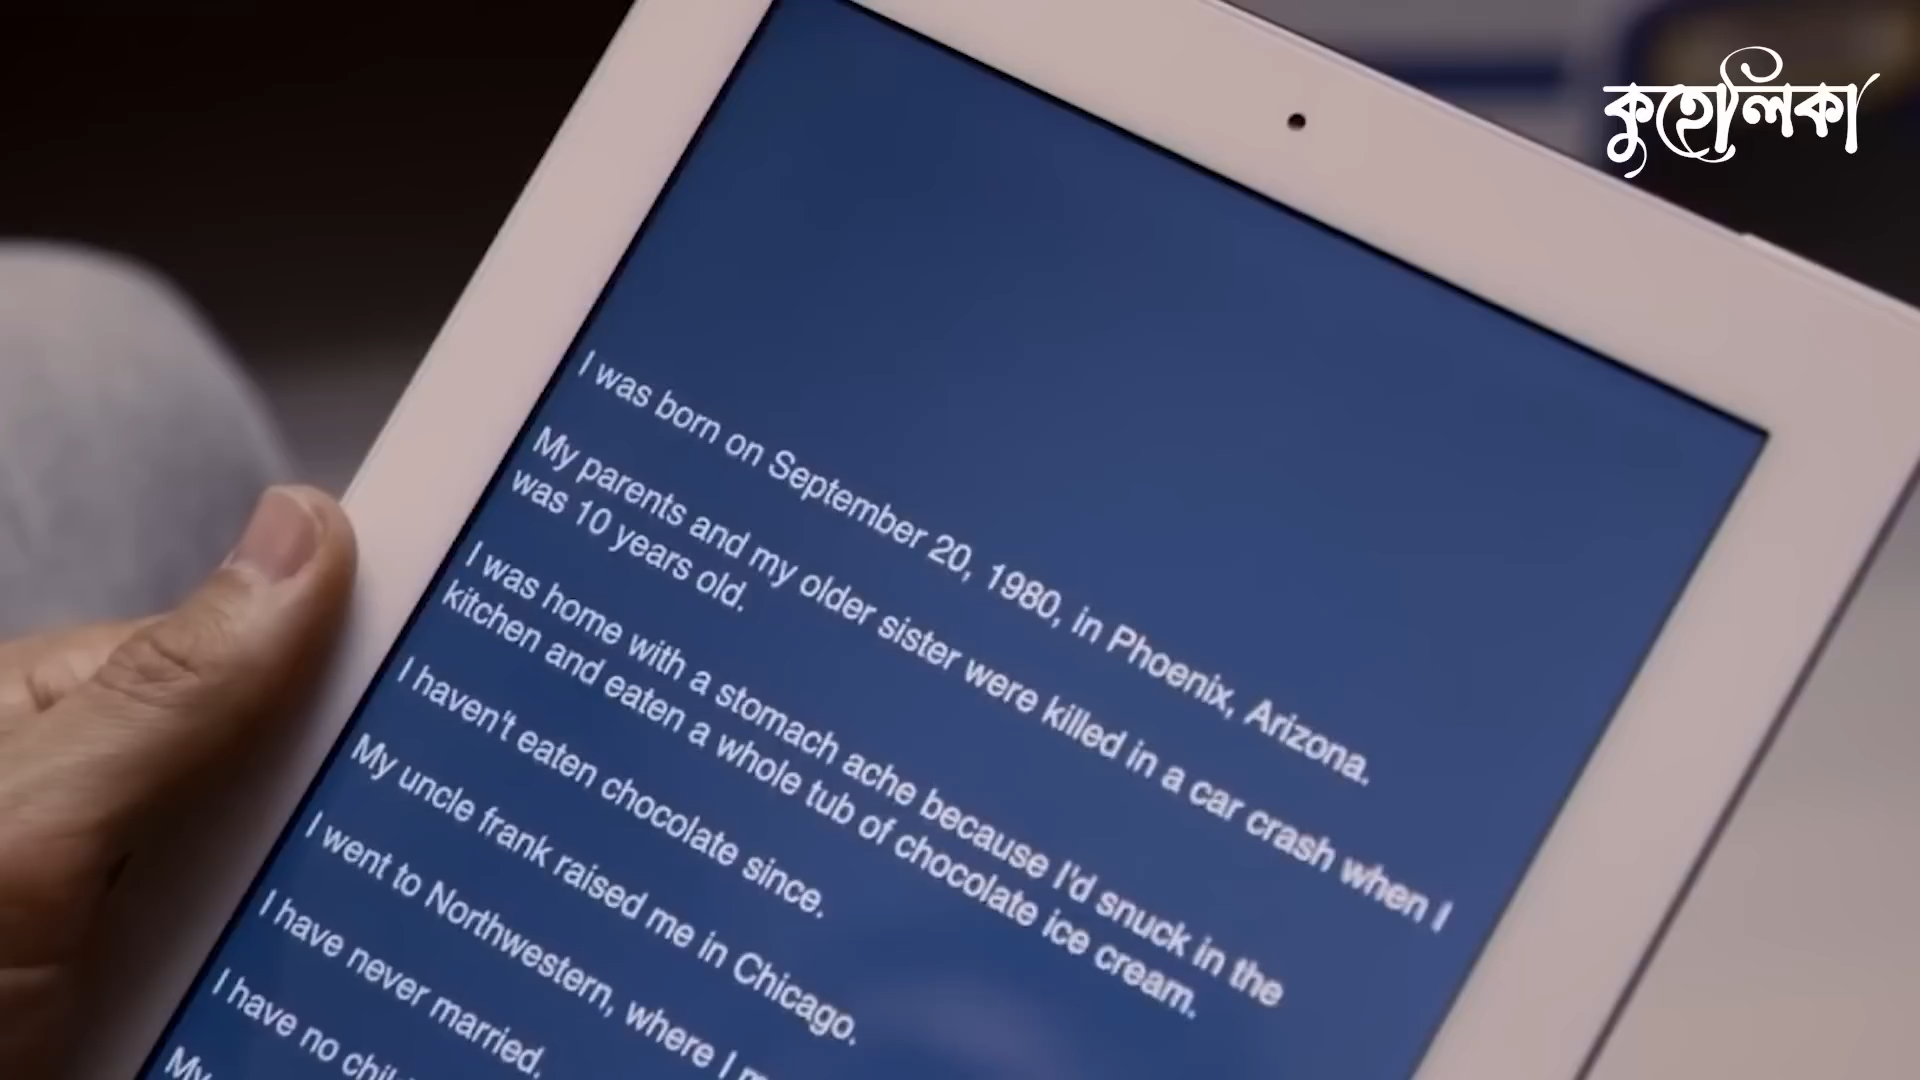 কুহেলিকা
I was born on September 20, 1980, in Phoenix, Arizona.
My parents and my older sister were killed in a car crash when I
was 10 years old.
I was home with a stomach ache because I'd snuck in the
kitchen and eaten a whole tub of chocolate ice cream.
I haven't eaten chocolate since.
My uncle frank raised me in Chicago.
I went to Northwestern, where I
I have never married.
I have no
My